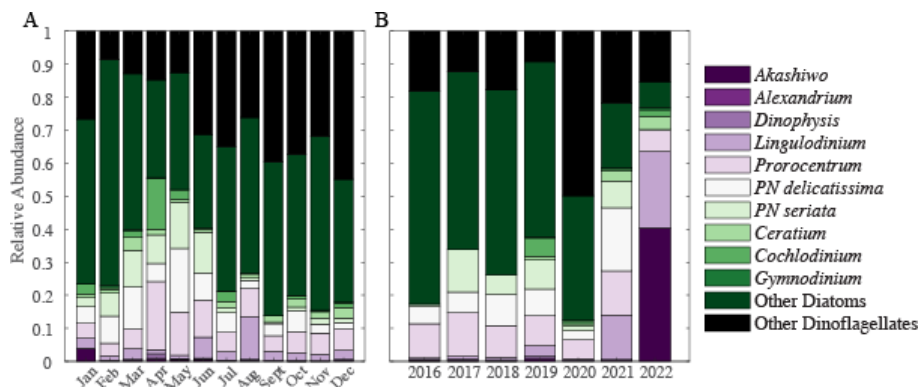 A
B
Relative Abundance
1
0.9
0.8
0.7
0.6
0.5
0.4
0.3
0.2
0.1
0
Jan Feb Mar Apr May Jun Jul Aug Sept Oct Nov Dec
2016 2017 2018 2019 2020 2021 2022
Akashiwo
Alexandrium
Dinophysis
Lingulodinium
Prorocentrum
PN delicatissima
PN seriata
Ceratium
Cochlodinium
Gymnodinium
Other Diatoms
Other Dinoflagellates